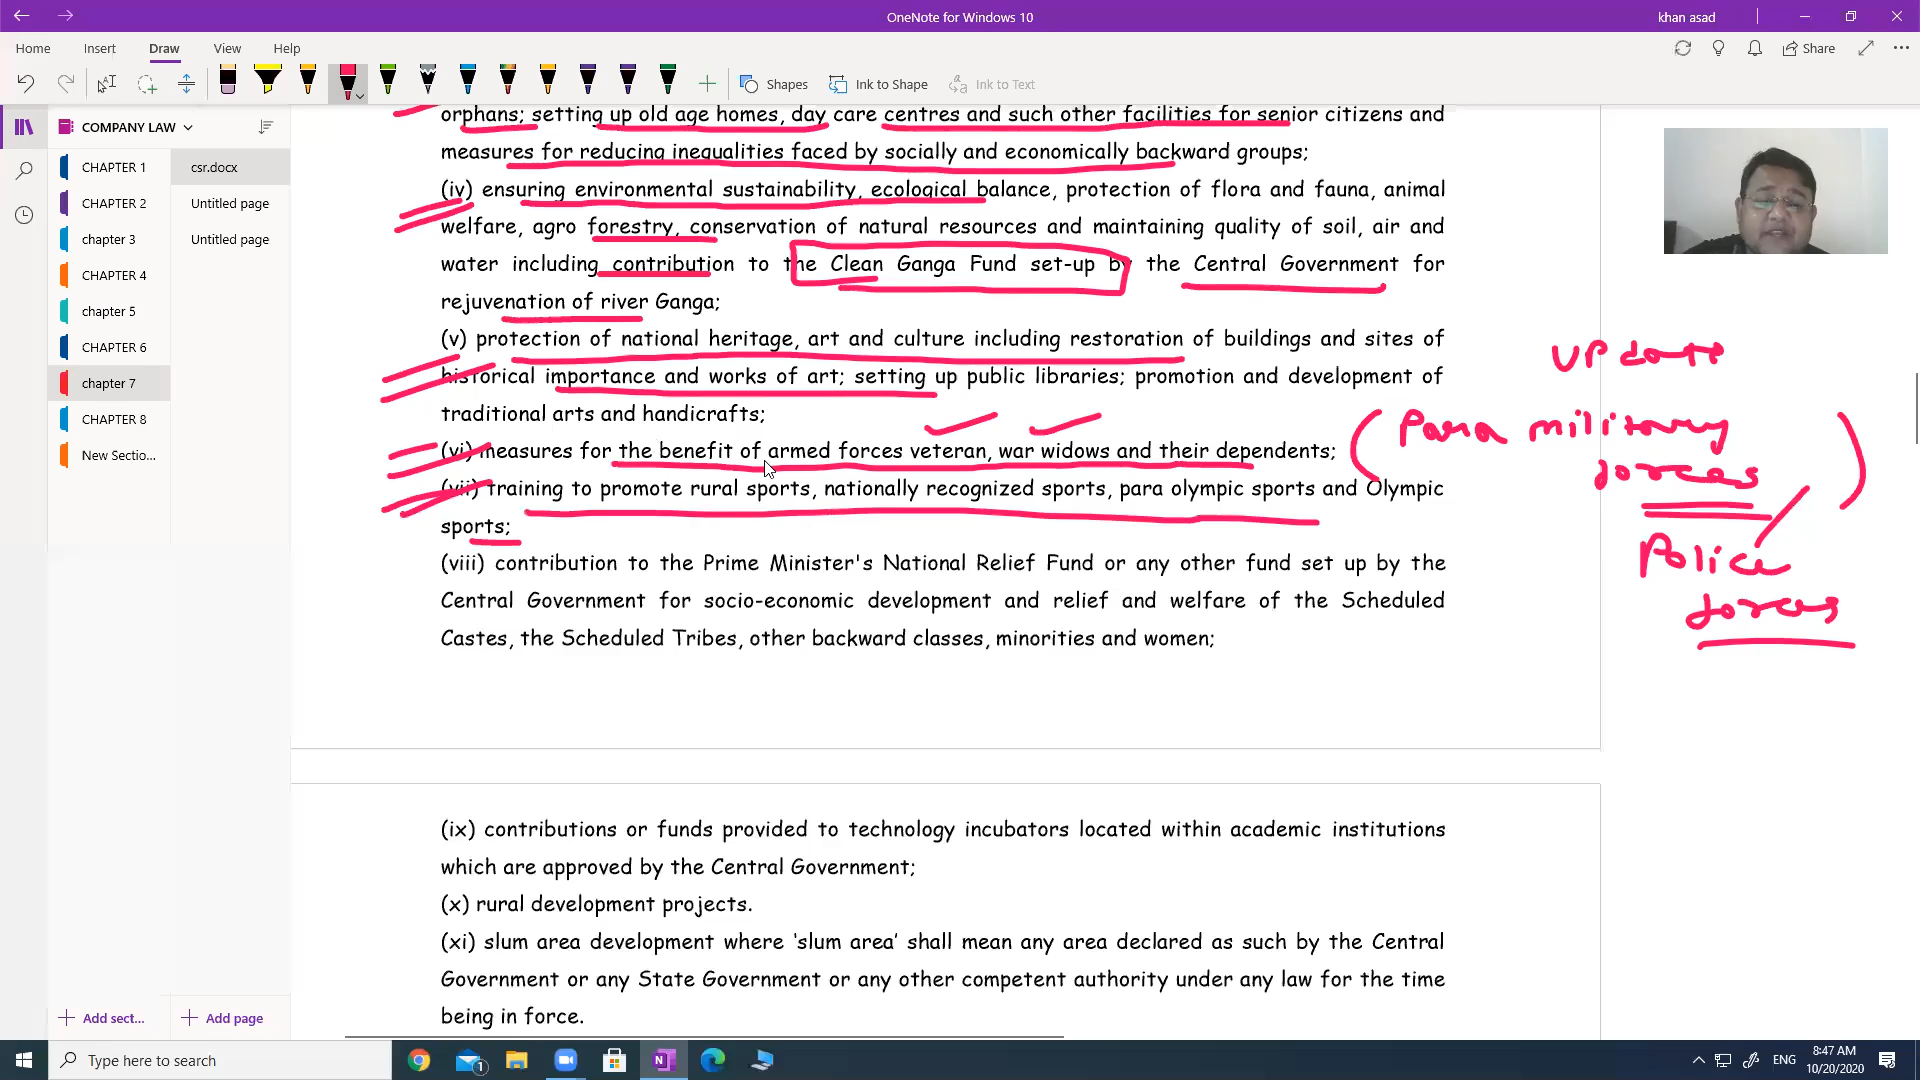 OneNote for Windows 10
khan asad
Home Insert Draw View Help
Share
Shapes
Ink to Shape
Ink to Text
COMPANY LAW
CHAPTER 1
CHAPTER 2
chapter 3
CHAPTER 4
chapter 5
CHAPTER 6
chapter 7
CHAPTER 8
New Sectio...
csr.docx
Untitled page
Untitled page
orphans; setting up old age homes, day care centres and such other facilities for senior citizens and
measures for reducing inequalities faced by socially and economically backward groups;
(iv) ensuring environmental sustainability, ecological balance, protection of flora and fauna, animal
welfare, agro forestry, conservation of natural resources and maintaining quality of soil, air and
water including contribution to the Clean Ganga Fund set-up by the Central Government for
rejuvenation of river Ganga;
(v) protection of national heritage, art and culture including restoration of buildings and sites of
historical importance and works of art; setting up public libraries; promotion and development of
traditional arts and handicrafts;
(vi) measures for the benefit of armed forces veteran, war widows and their dependents;
(vii) training to promote rural sports, nationally recognized sports, para olympic sports and Olympic
sports;
(viii) contribution to the Prime Minister's National Relief Fund or any other fund set up by the
Central Government for socio-economic development and relief and welfare of the Scheduled
Castes, the Scheduled Tribes, other backward classes, minorities and women;
update
(Para military
forces)
Police
forces
(ix) contributions or funds provided to technology incubators located within academic institutions
which are approved by the Central Government;
(x) rural development projects.
(xi) slum area development where ‘slum area’ shall mean any area declared as such by the Central
Government or any State Government or any other competent authority under any law for the time
being in force.
Add sect...
Add page
Type here to search
1
ENG
8:47 AM
10/20/2020